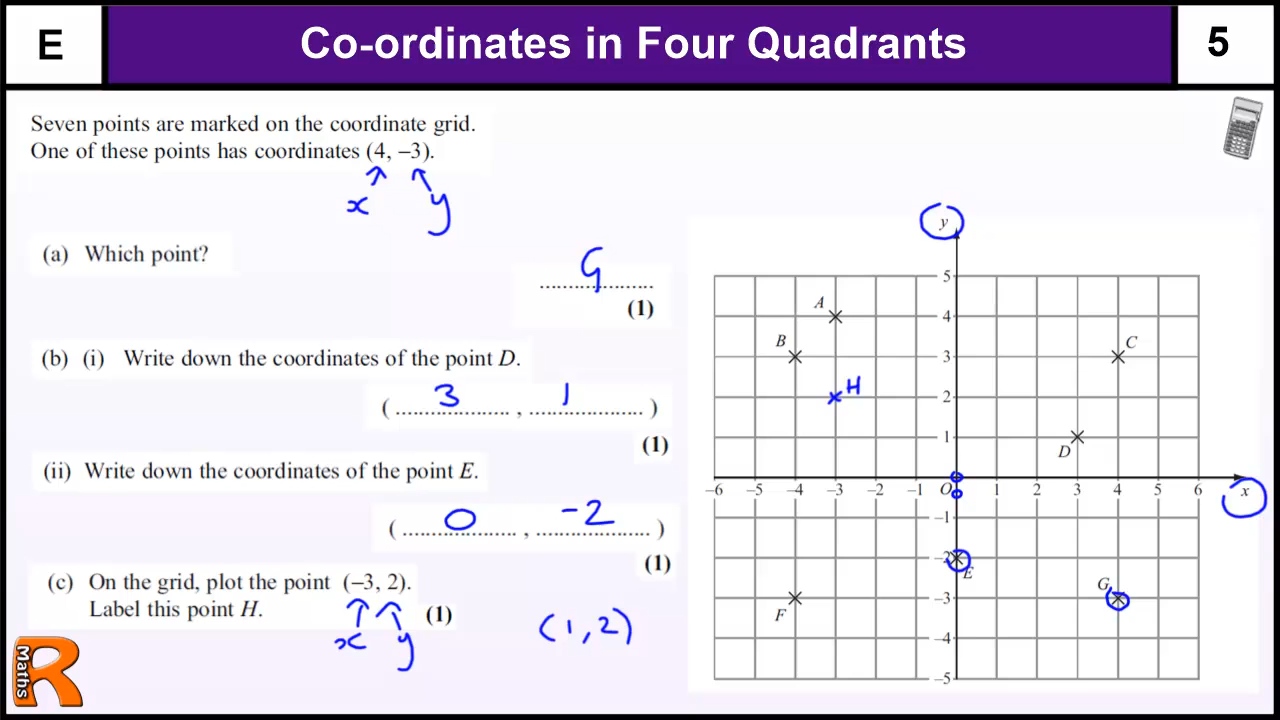 E
Co-ordinates in Four Quadrants
5
Seven points are marked on the coordinate grid.
One of these points has coordinates (4, −3).
x y
(a) Which point?
G
(1)
(b) (i) Write down the coordinates of the point D.
( 3 , 1 )
(1)
(ii) Write down the coordinates of the point E.
( 0 , -2 )
(1)
(c) On the grid, plot the point (−3, 2).
Label this point H.
(1)
x y
(1,2)
Maths R
y
5
A
4
B
3
C
H
2
1
D
−6 −5 −4 −3 −2 −1 O 1 2 3 4 5 6 x
−1
−2
E
G
−3
F
−4
−5